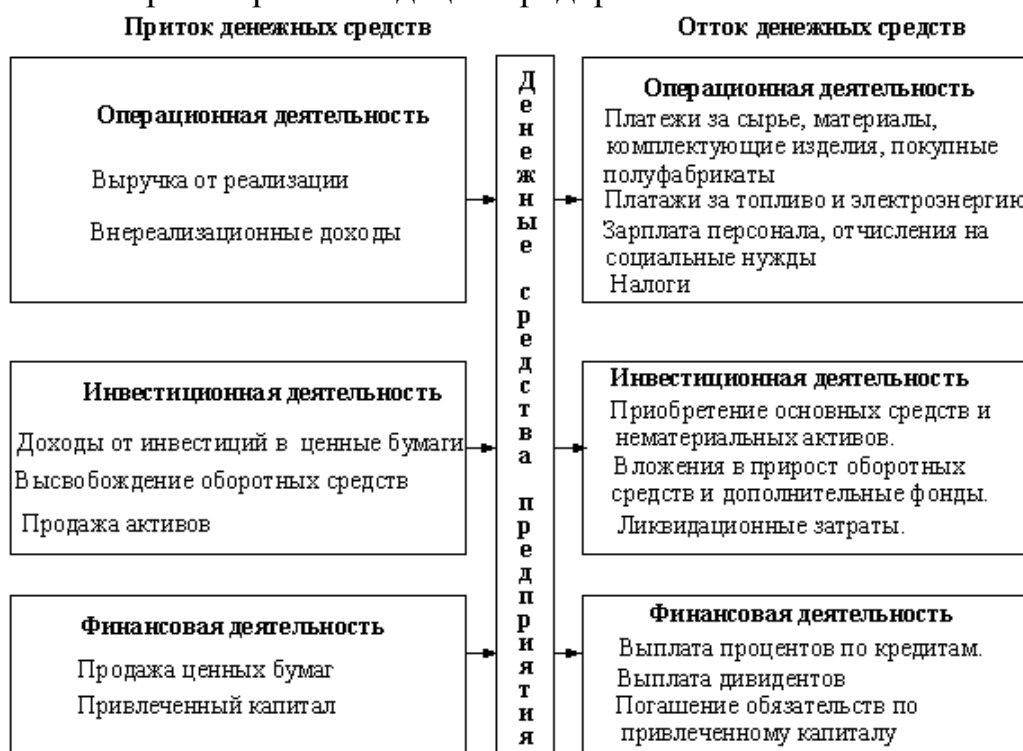 Приток денежных средств
Отток денежных средств
Операционная деятельность
Выручка от реализации
Внереализационные доходы
Инвестиционная деятельность
Доходы от инвестиций в ценные бумаги
Высвобождение оборотных средств
Продажа активов
Финансовая деятельность
Продажа ценных бумаг
Привлеченный капитал
Денежные средства предприятия
Операционная деятельность
Платежи за сырье, материалы,
комплектующие изделия, покупные
полуфабрикаты
Платажи за топливо и электроэнергию
Зарплата персонала, отчисления на
социальные нужды
Налоги
Инвестиционная деятельность
Приобретение основных средств и
нематериальных активов.
Вложения в прирост оборотных
средств и дополнительные фонды.
Ликвидационные затраты.
Финансовая деятельность
Выплата процентов по кредитам.
Выплата дивидентов
Погашение обязательств по
привлеченному капиталу